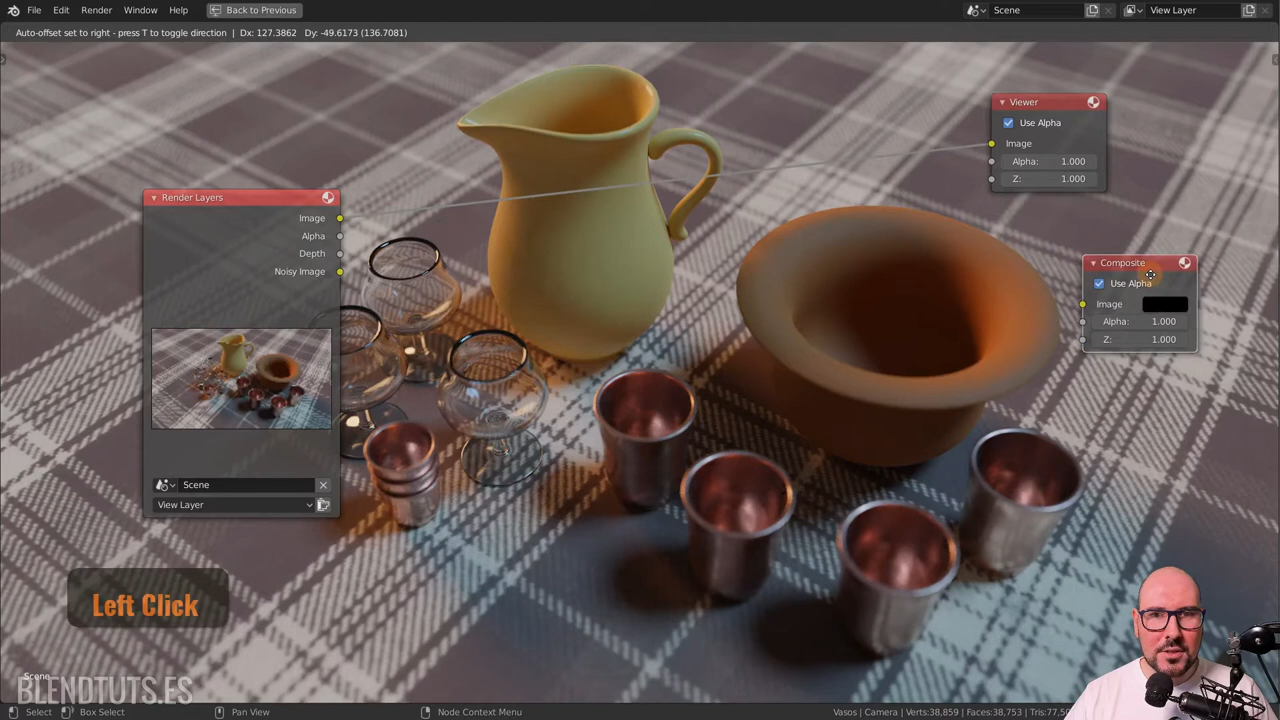 File Edit Render Window Help Back to Previous Scene View Layer
Auto-offset set to right - press T to toggle direction | Dx: 127.3862 Dy: -49.6173 (136.7081)
Viewer
Use Alpha
Image
Alpha: 1.000
Z: 1.000
Render Layers
Image
Alpha
Depth
Noisy Image
Scene
View Layer
Composite
Use Alpha
Image
Alpha: 1.000
Z: 1.000
Left Click
Scene
BLENDTUTS.ES
Select Box Select Pan View Node Context Menu Vasos | Camera | Verts:38,859 | Faces:38,753 | Tris:77,50